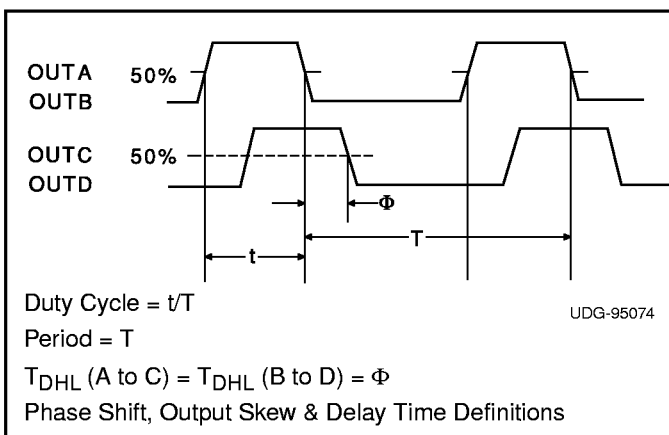 OUTA 50%
OUTB
OUTC 50%
OUTD
Φ
T
t
Duty Cycle = t/T
UDG-95074
Period = T
TDHL (A to C) = TDHL (B to D) = Φ
Phase Shift, Output Skew & Delay Time Definitions